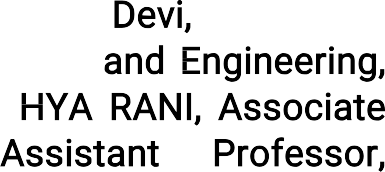 Devi,
and Engineering,
HYA RANI, Associate
Assistant Professor,